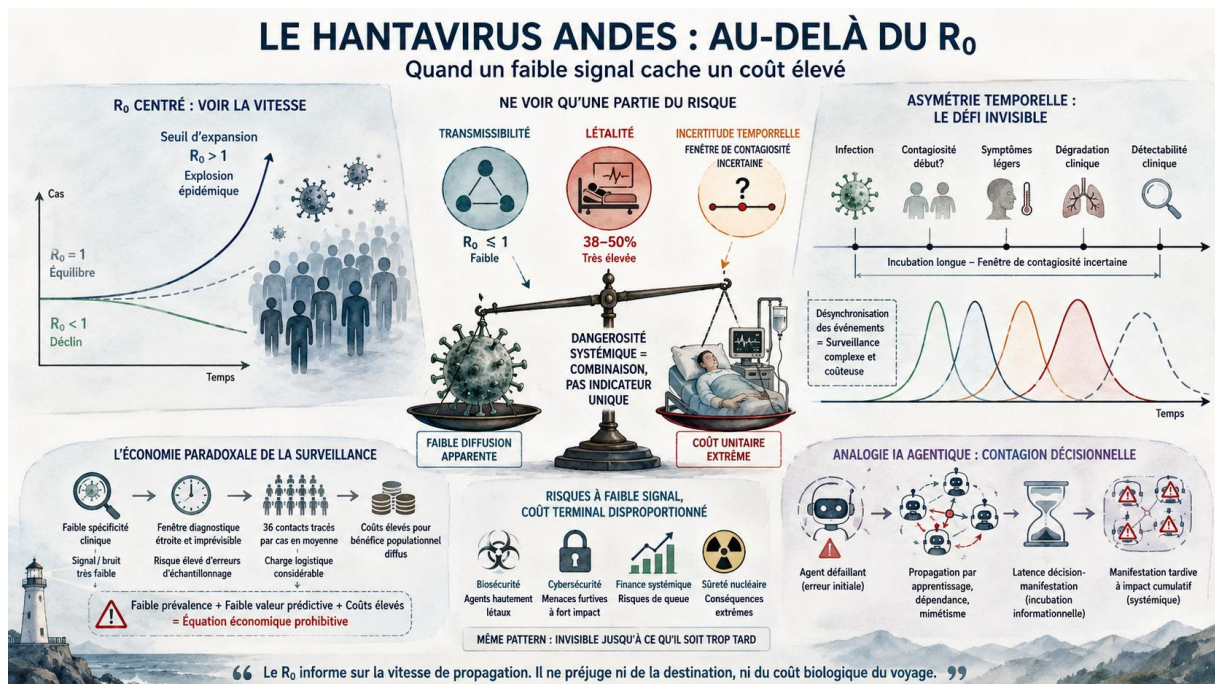 LE HANTAVIRUS ANDES : AU-DELÀ DU R₀
Quand un faible signal cache un coût élevé
R₀ CENTRÉ : VOIR LA VITESSE
Seuil d'expansion
R₀ > 1
Explosion
épidémique
Cas
R₀ = 1
Équilibre
R₀ < 1
Déclin
Temps
NE VOIR QU'UNE PARTIE DU RISQUE
TRANSMISSIBILITÉ
R₀ ≤ 1
Faible
LÉTALITÉ
38–50%
Très élevée
INCERTITUDE TEMPORELLE
FENÊTRE DE CONTAGIOSITÉ
INCERTAINE
?
DANGEROSITÉ
SYSTÉMIQUE =
COMBINAISON,
PAS INDICATEUR
UNIQUE
FAIBLE DIFFUSION
APPARENTE
COÛT UNITAIRE
EXTRÊME
ASYMÉTRIE TEMPORELLE :
LE DÉFI INVISIBLE
Infection
Contagiosité
début?
Symptômes
légers
Dégradation
clinique
Détectabilité
clinique
Incubation longue – Fenêtre de contagiosité incertaine
Désynchronisation
des événements
= Surveillance
complexe et
coûteuse
Temps
L'ÉCONOMIE PARADOXALE DE LA SURVEILLANCE
Faible spécificité
clinique
Signal/bruit
très faible
Fenêtre diagnostique
étroite et imprévisible
Risque élevé d'erreurs
d'échantillonnage
36 contacts tracés
par cas en moyenne
Charge logistique
considérable
Coûts élevés pour
bénéfice populationnel
diffus
Faible prévalence + Faible valeur prédictive + Coûts élevés
= Équation économique prohibitive
RISQUES À FAIBLE SIGNAL,
COÛT TERMINAL DISPROPORTIONNÉ
Biosécurité
Agents hautement
létaux
Cybersécurité
Menaces furtives
à fort impact
Finance systémique
Risques de queue
Sûreté nucléaire
Conséquences
extrêmes
MÊME PATTERN : INVISIBLE JUSQU'À CE QU'IL SOIT TROP TARD
ANALOGIE IA AGENTIQUE : CONTAGION DÉCISIONNELLE
Agent défaillant
(erreur initiale)
Propagation par
apprentissage,
dépendance,
mimétisme
Latence décision-
manifestation
(incubation
informationnelle)
Manifestation tardive
à impact cumulatif
(systémique)
“ Le R₀ informe sur la vitesse de propagation. Il ne préjuge ni de la destination, ni du coût biologique du voyage. ”